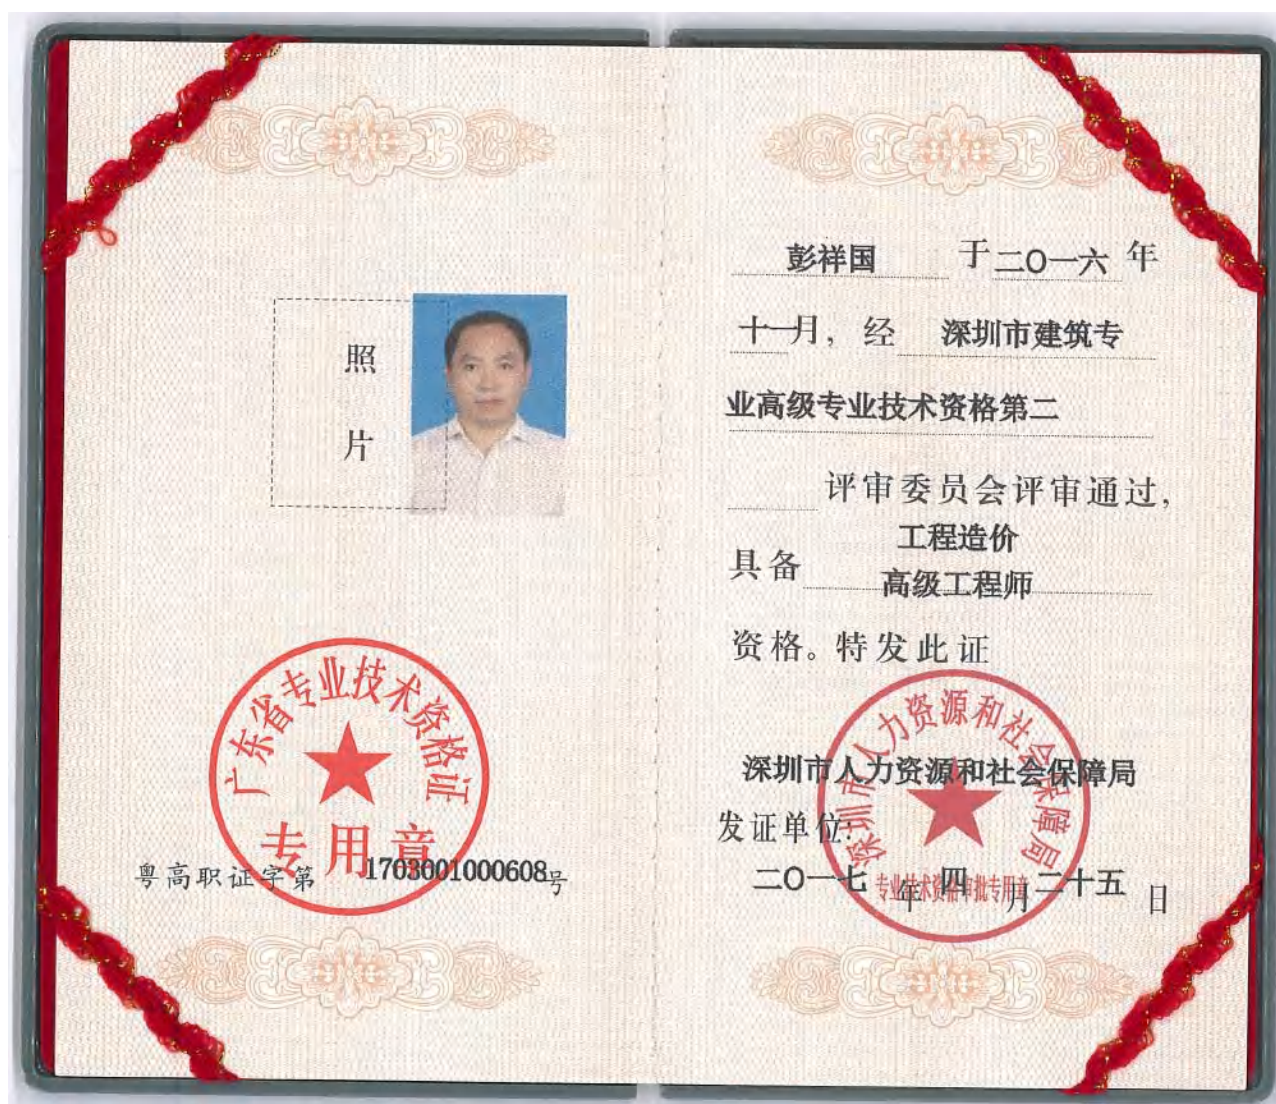 照
片
广东省专业技术资格证
专用章
粤高职证字第 1703001000608号
彭祥国 于二〇一六 年
十一月，经 深圳市建筑专
业高级专业技术资格第二
评审委员会评审通过，
工程造价
具备
高级工程师
资格。特发此证
深圳市人力资源和社会保障局
深圳市人力资源和社会保障局
发证单位：
二〇一七 年 四 月 二十五 日
专业技术资格审批专用章